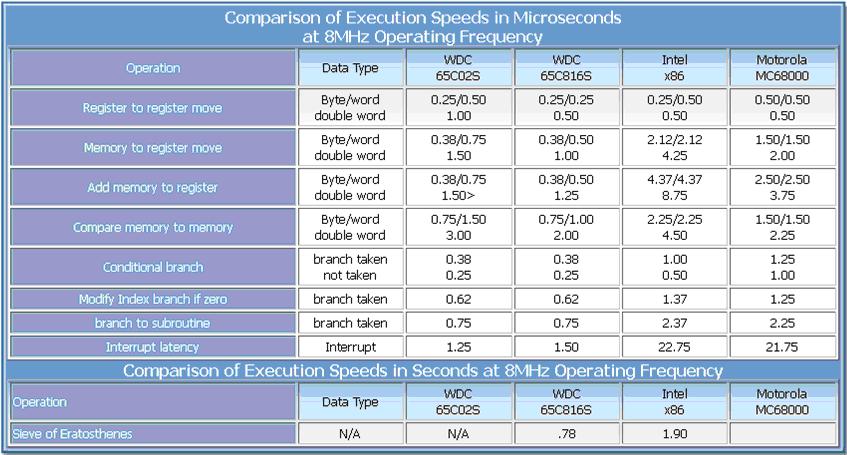 Comparison of Execution Speeds in Microseconds
at 8MHz Operating Frequency
Operation Data Type WDC 65C02S WDC 65C816S Intel x86 Motorola MC68000
Register to register move Byte/word 0.25/0.50 0.25/0.25 0.25/0.50 0.50/0.50
double word 1.00 0.50 0.50 0.50
Memory to register move Byte/word 0.38/0.75 0.38/0.50 2.12/2.12 1.50/1.50
double word 1.50 1.00 4.25 2.00
Add memory to register Byte/word 0.38/0.75 0.38/0.50 4.37/4.37 2.50/2.50
double word 1.50> 1.25 8.75 3.75
Compare memory to memory Byte/word 0.75/1.50 0.75/1.00 2.25/2.25 1.50/1.50
double word 3.00 2.00 4.50 2.25
Conditional branch branch taken 0.38 0.38 1.00 1.25
not taken 0.25 0.25 0.50 1.00
Modify Index branch if zero branch taken 0.62 0.62 1.37 1.25
branch to subroutine branch taken 0.75 0.75 2.37 2.25
Interrupt latency Interrupt 1.25 1.50 22.75 21.75
Comparison of Execution Speeds in Seconds at 8MHz Operating Frequency
Operation Data Type WDC 65C02S WDC 65C816S Intel x86 Motorola MC68000
Sieve of Eratosthenes N/A N/A .78 1.90